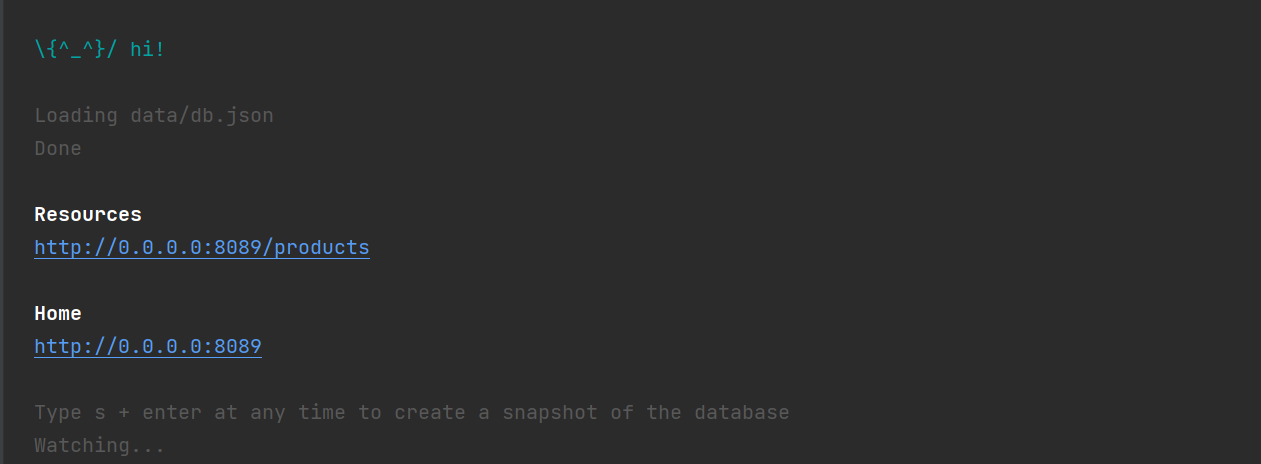 \{^_^}/ hi!
Loading data/db.json
Done
Resources
http://0.0.0.0:8089/products
Home
http://0.0.0.0:8089
Type s + enter at any time to create a snapshot of the database
Watching...